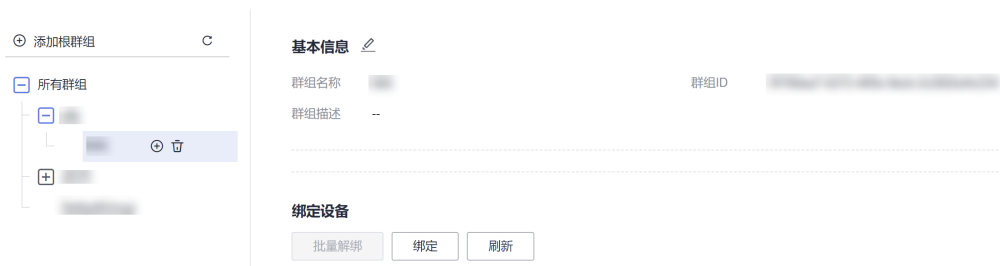 添加根群组
所有群组
基本信息
群组名称
群组ID
群组描述 --
绑定设备
批量解绑 绑定 刷新